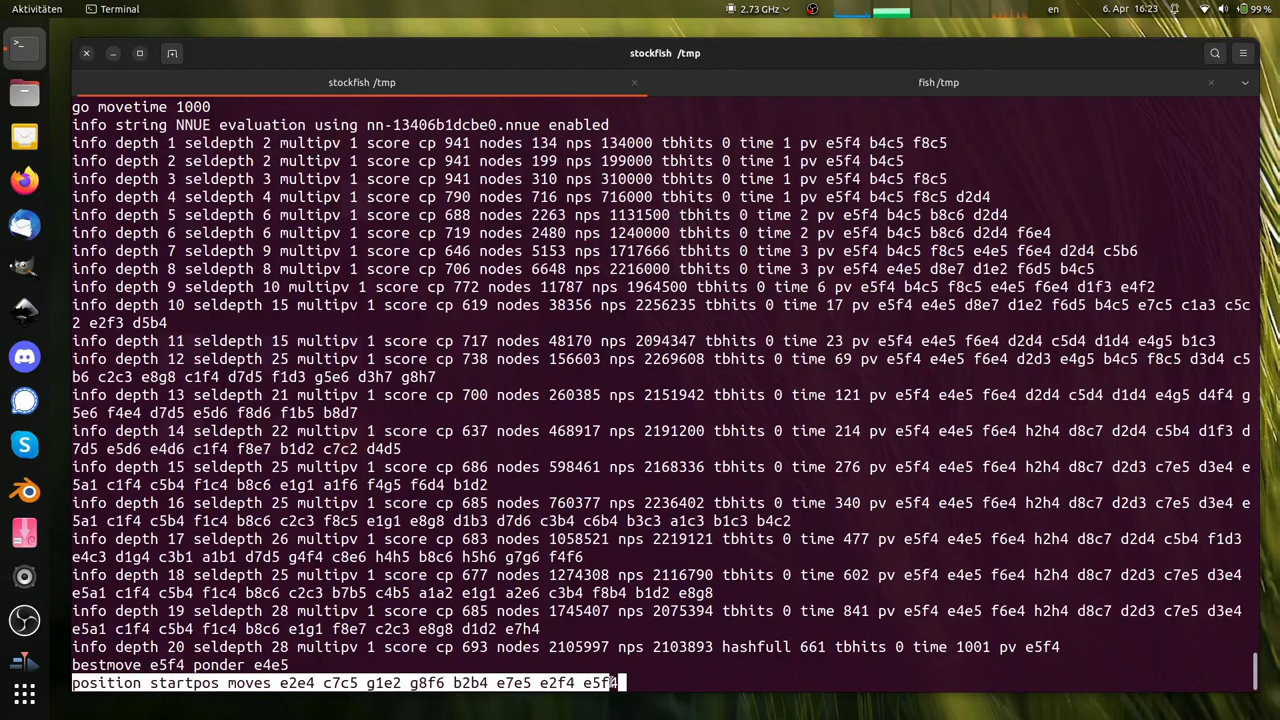 Aktivitäten Terminal 2.73 GHz en 6. Apr 16:23 99 %
stockfish /tmp
stockfish /tmp fish /tmp
go movetime 1000
info string NNUE evaluation using nn-13406b1dcbe0.nnue enabled
info depth 1 seldepth 2 multipv 1 score cp 941 nodes 134 nps 134000 tbhits 0 time 1 pv e5f4 b4c5 f8c5
info depth 2 seldepth 2 multipv 1 score cp 941 nodes 199 nps 199000 tbhits 0 time 1 pv e5f4 b4c5
info depth 3 seldepth 3 multipv 1 score cp 941 nodes 310 nps 310000 tbhits 0 time 1 pv e5f4 b4c5 f8c5
info depth 4 seldepth 4 multipv 1 score cp 790 nodes 716 nps 716000 tbhits 0 time 1 pv e5f4 b4c5 f8c5 d2d4
info depth 5 seldepth 5 multipv 1 score cp 688 nodes 2263 nps 1131500 tbhits 0 time 2 pv e5f4 b4c5 b8c6 d2d4
info depth 6 seldepth 6 multipv 1 score cp 719 nodes 2480 nps 1240000 tbhits 0 time 2 pv e5f4 b4c5 b8c6 d2d4 f6e4
info depth 7 seldepth 9 multipv 1 score cp 646 nodes 5153 nps 1717666 tbhits 0 time 3 pv e5f4 b4c5 f8c5 e4e5 f6e4 d2d4 c5b6
info depth 8 seldepth 8 multipv 1 score cp 706 nodes 6648 nps 2216000 tbhits 0 time 3 pv e5f4 e4e5 d8e7 d1e2 f6d5 b4c5
info depth 9 seldepth 10 multipv 1 score cp 772 nodes 11787 nps 1964500 tbhits 0 time 6 pv e5f4 b4c5 f8c5 e4e5 f6e4 d1f3 e4f2
info depth 10 seldepth 15 multipv 1 score cp 619 nodes 38356 nps 2256235 tbhits 0 time 17 pv e5f4 e4e5 d8e7 d1e2 f6d5 b4c5 e7c5 c1a3 c5c
2 e2f3 d5b4
info depth 11 seldepth 15 multipv 1 score cp 717 nodes 48170 nps 2094347 tbhits 0 time 23 pv e5f4 e4e5 f6e4 d2d4 c5d4 d1d4 e4g5 b1c3
info depth 12 seldepth 25 multipv 1 score cp 738 nodes 156603 nps 2269608 tbhits 0 time 69 pv e5f4 e4e5 f6e4 d2d3 e4g5 b4c5 f8c5 d3d4 c5
b6 c2c3 e8g8 c1f4 d7d5 f1d3 g5e6 d3h7 g8h7
info depth 13 seldepth 21 multipv 1 score cp 700 nodes 260385 nps 2151942 tbhits 0 time 121 pv e5f4 e4e5 f6e4 d2d4 c5d4 d1d4 e4g5 d4f4 g
5e6 f4e4 d7d5 e5d6 f8d6 f1b5 b8d7
info depth 14 seldepth 22 multipv 1 score cp 637 nodes 468917 nps 2191200 tbhits 0 time 214 pv e5f4 e4e5 f6e4 h2h4 d8c7 d2d4 c5b4 d1f3 d
7d5 e5d6 e4d6 c1f4 f8e7 b1d2 c7c2 d4d5
info depth 15 seldepth 25 multipv 1 score cp 686 nodes 598461 nps 2168336 tbhits 0 time 276 pv e5f4 e4e5 f6e4 h2h4 d8c7 d2d3 c7e5 d3e4 e
5a1 c1f4 c5b4 f1c4 b8c6 e1g1 a1f6 f4g5 f6d4 b1d2
info depth 16 seldepth 25 multipv 1 score cp 685 nodes 760377 nps 2236402 tbhits 0 time 340 pv e5f4 e4e5 f6e4 h2h4 d8c7 d2d3 c7e5 d3e4 e
5a1 c1f4 c5b4 f1c4 b8c6 c2c3 f8c5 e1g1 e8g8 d1b3 d7d6 c3b4 c6b4 b3c3 a1c3 b1c3 b4c2
info depth 17 seldepth 26 multipv 1 score cp 683 nodes 1058521 nps 2219121 tbhits 0 time 477 pv e5f4 e4e5 f6e4 h2h4 d8c7 d2d4 c5b4 f1d3
e4c3 d1g4 c3b1 a1b1 d7d5 g4f4 c8e6 h4h5 b8c6 h5h6 g7g6 f4f6
info depth 18 seldepth 25 multipv 1 score cp 677 nodes 1274308 nps 2116790 tbhits 0 time 602 pv e5f4 e4e5 f6e4 h2h4 d8c7 d2d3 c7e5 d3e4
e5a1 c1f4 c5b4 f1c4 b8c6 c2c3 b7b5 c4b5 a1a2 e1g1 a2e6 c3b4 f8b4 b1d2 e8g8
info depth 19 seldepth 28 multipv 1 score cp 685 nodes 1745407 nps 2075394 tbhits 0 time 841 pv e5f4 e4e5 f6e4 h2h4 d8c7 d2d3 c7e5 d3e4
e5a1 c1f4 c5b4 f1c4 b8c6 e1g1 f8e7 c2c3 e8g8 d1d2 e7h4
info depth 20 seldepth 28 multipv 1 score cp 693 nodes 2105997 nps 2103893 hashfull 661 tbhits 0 time 1001 pv e5f4
bestmove e5f4 ponder e4e5
position startpos moves e2e4 c7c5 g1e2 g8f6 b2b4 e7e5 e2f4 e5f4